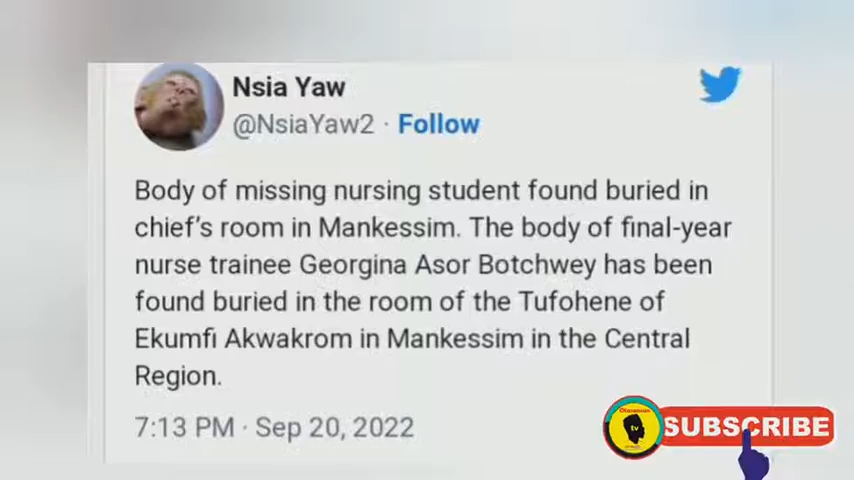 Nsia Yaw
@NsiaYaw2 · Follow
Body of missing nursing student found buried in
chief's room in Mankessim. The body of final-year
nurse trainee Georgina Asor Botchwey has been
found buried in the room of the Tufohene of
Ekumfi Akwakrom in Mankessim in the Central
Region.
7:13 PM · Sep 20, 2022
tv
SUBSCRIBE